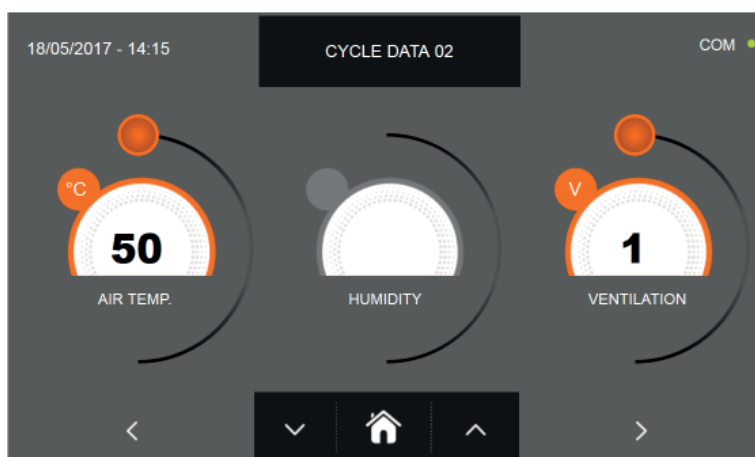 18/05/2017 - 14:15
CYCLE DATA 02
COM
°C
50
AIR TEMP.
HUMIDITY
V
1
VENTILATION